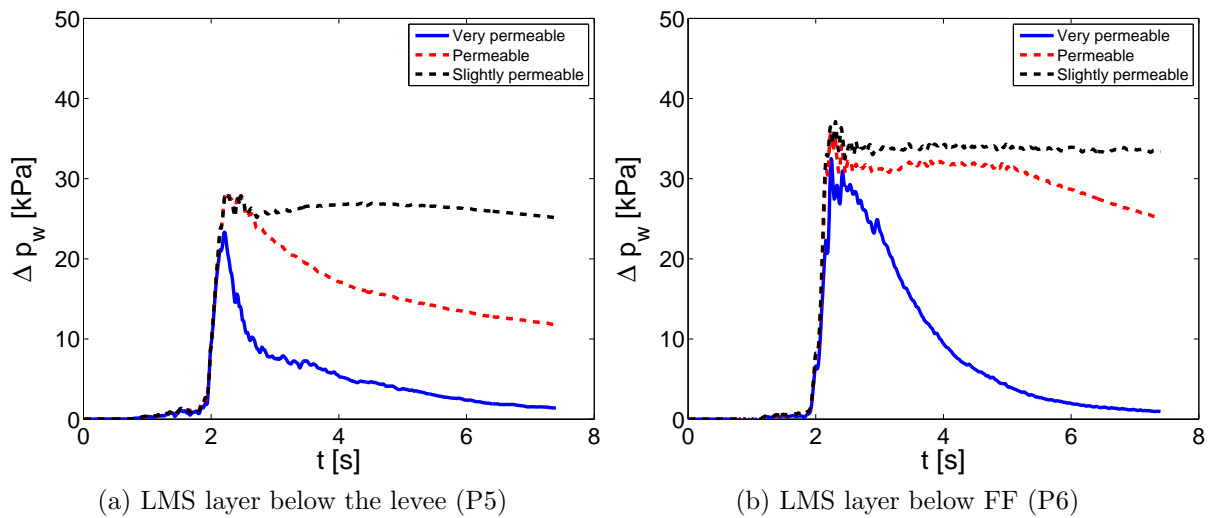 50
40
30
20
10
0
Δ p_w [kPa]
0 2 4 6 8
t [s]
Very permeable
Permeable
Slightly permeable
(a) LMS layer below the levee (P5)
50
40
30
20
10
0
Δ p_w [kPa]
0 2 4 6 8
t [s]
Very permeable
Permeable
Slightly permeable
(b) LMS layer below FF (P6)